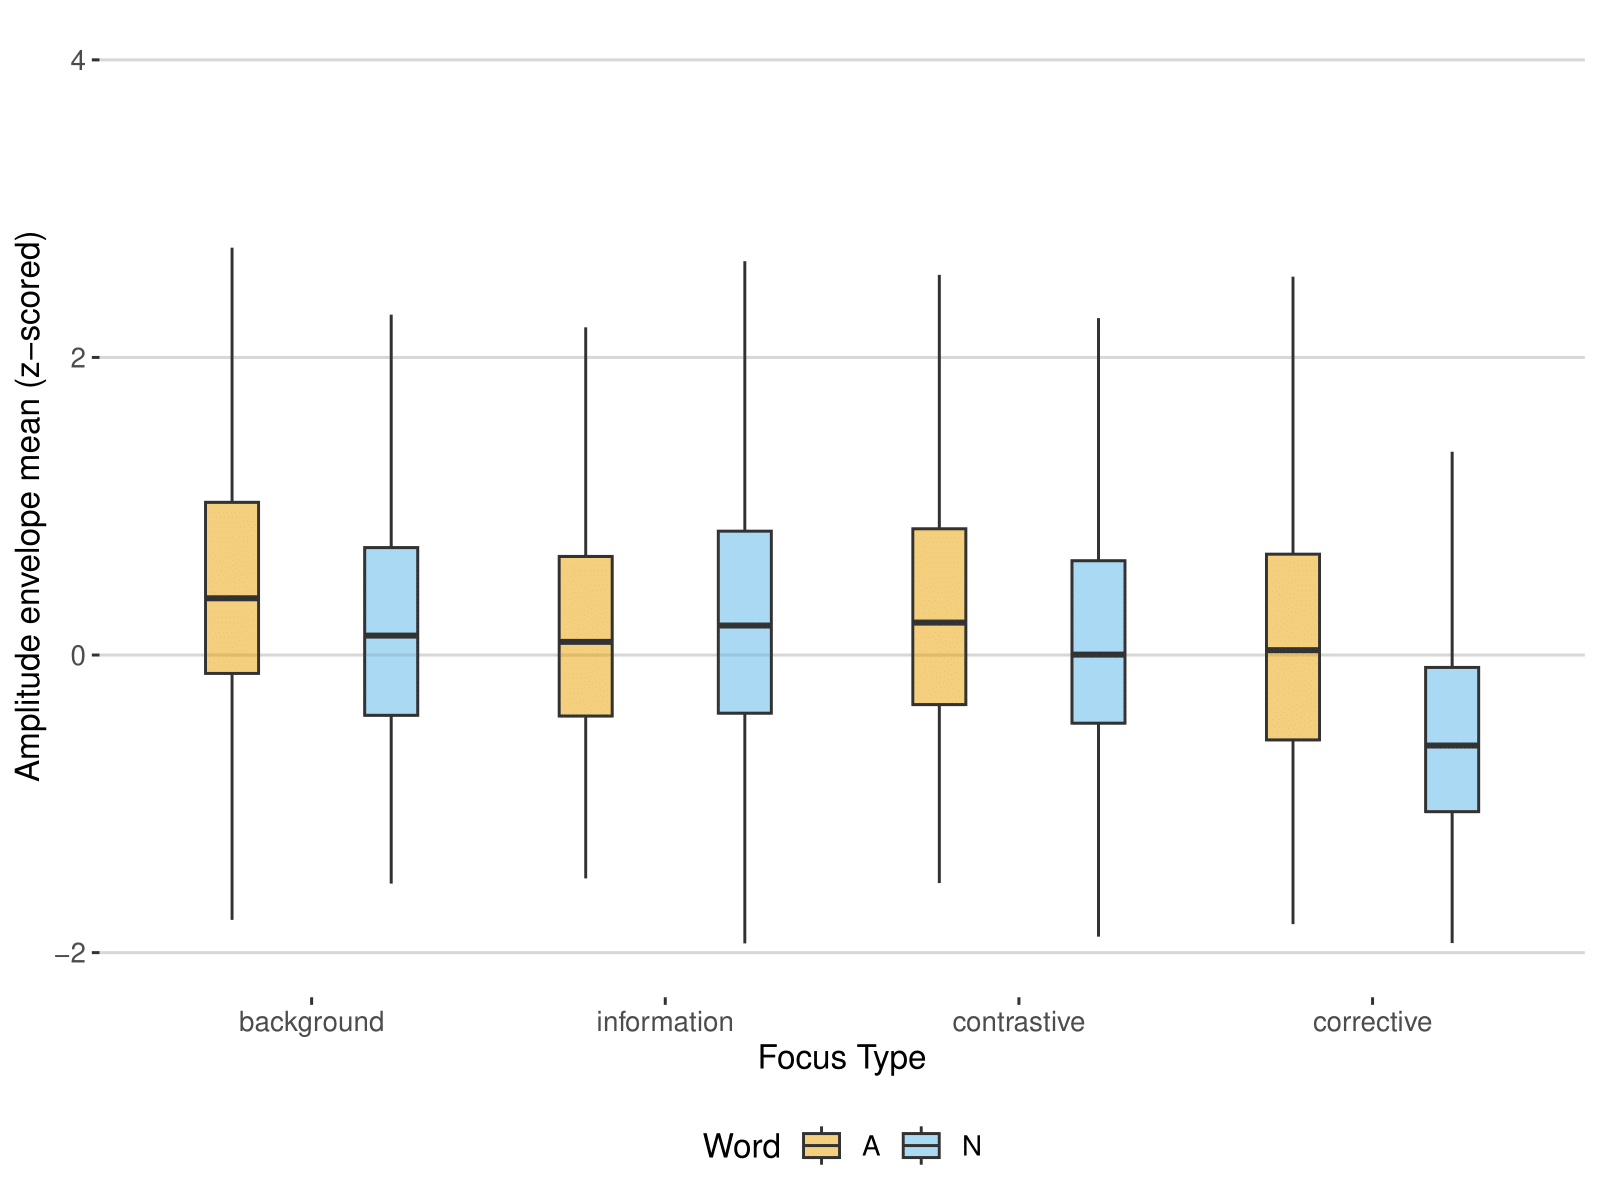 Amplitude envelope mean (z−scored)
4
2
0
−2
background information contrastive corrective
Focus Type
Word A N